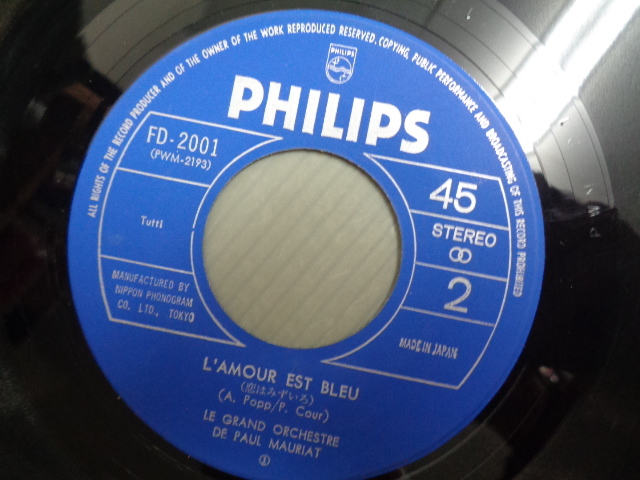 ALL RIGHTS OF THE RECORD PRODUCER AND OF THE OWNER OF THE WORK REPRODUCED RESERVED. COPYING, PUBLIC PERFORMANCE AND BROADCASTING OF THIS RECORD PROHIBITED
PHILIPS
PHILIPS
FD-2001
(PWM-2193)
Tutti
MANUFACTURED BY
NIPPON PHONOGRAM
CO. LTD., TOKYO
45
STEREO
2
MADE IN JAPAN
L'AMOUR EST BLEU
(恋はみずいろ)
(A. Popp/P. Cour)
LE GRAND ORCHESTRE
DE PAUL MAURIAT